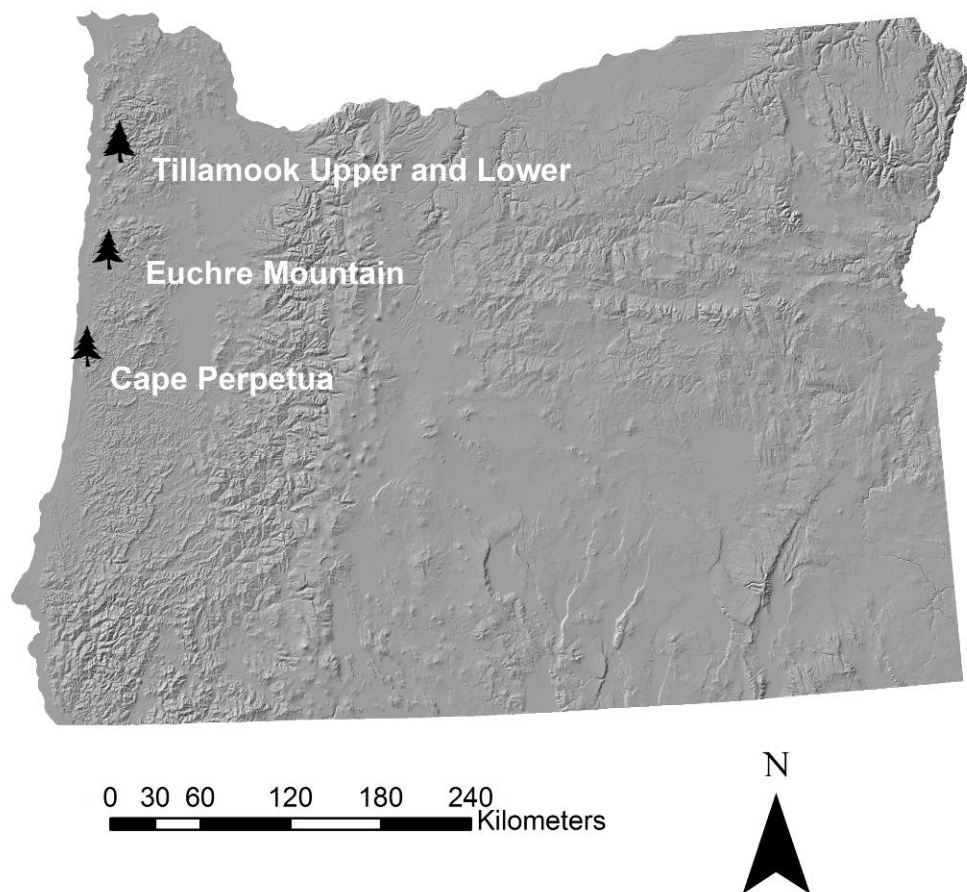 Tillamook Upper and Lower
Euchre Mountain
Cape Perpetua
0 30 60 120 180 240
Kilometers
N